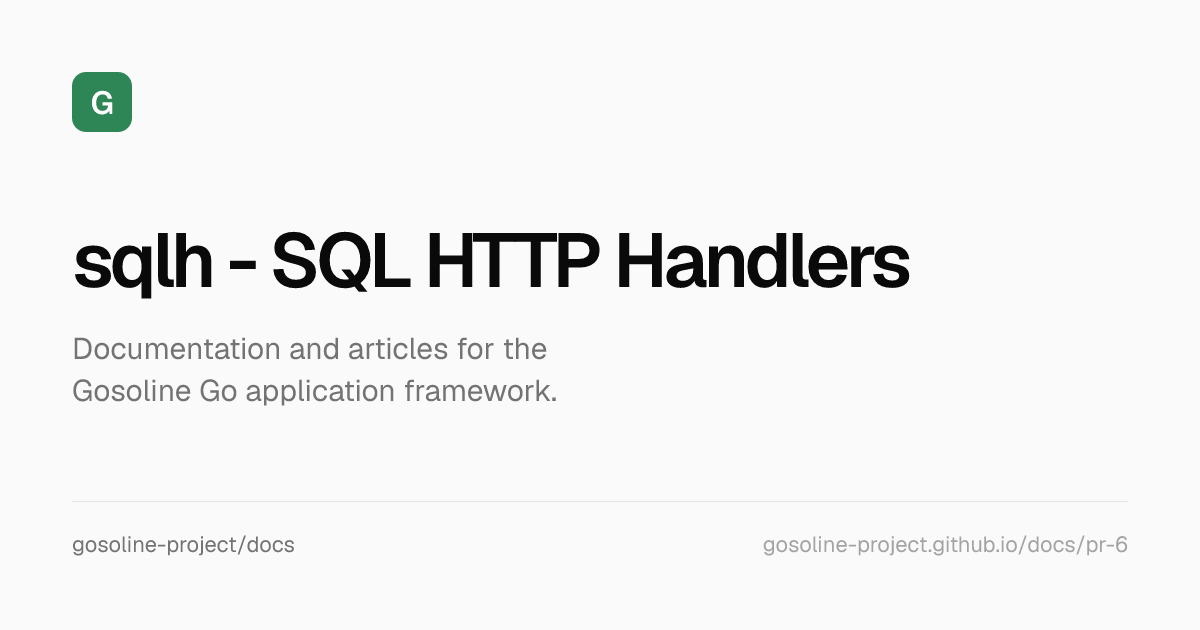 G
sqlh - SQL HTTP Handlers
Documentation and articles for the
Gosoline Go application framework.
gosoline-project/docs
gosoline-project.github.io/docs/pr-6